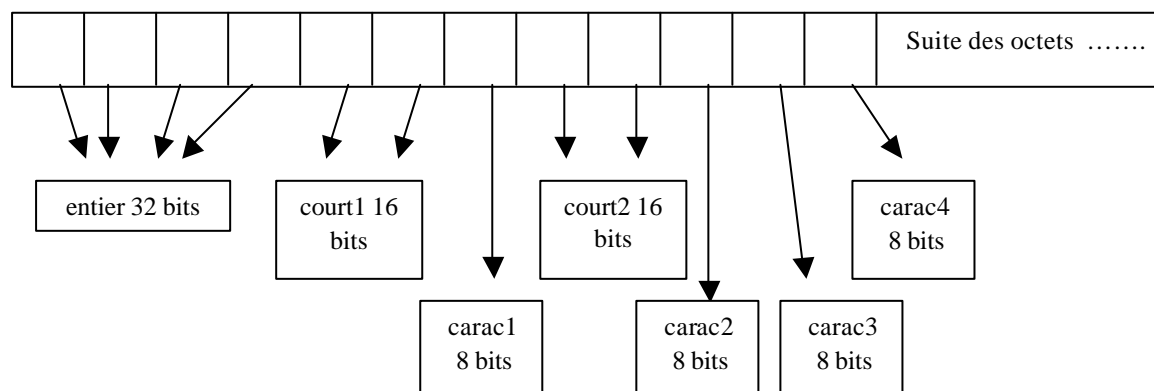 Suite des octets …….
entier 32 bits
court1 16
bits
court2 16
bits
carac4
8 bits
carac1
8 bits
carac2
8 bits
carac3
8 bits